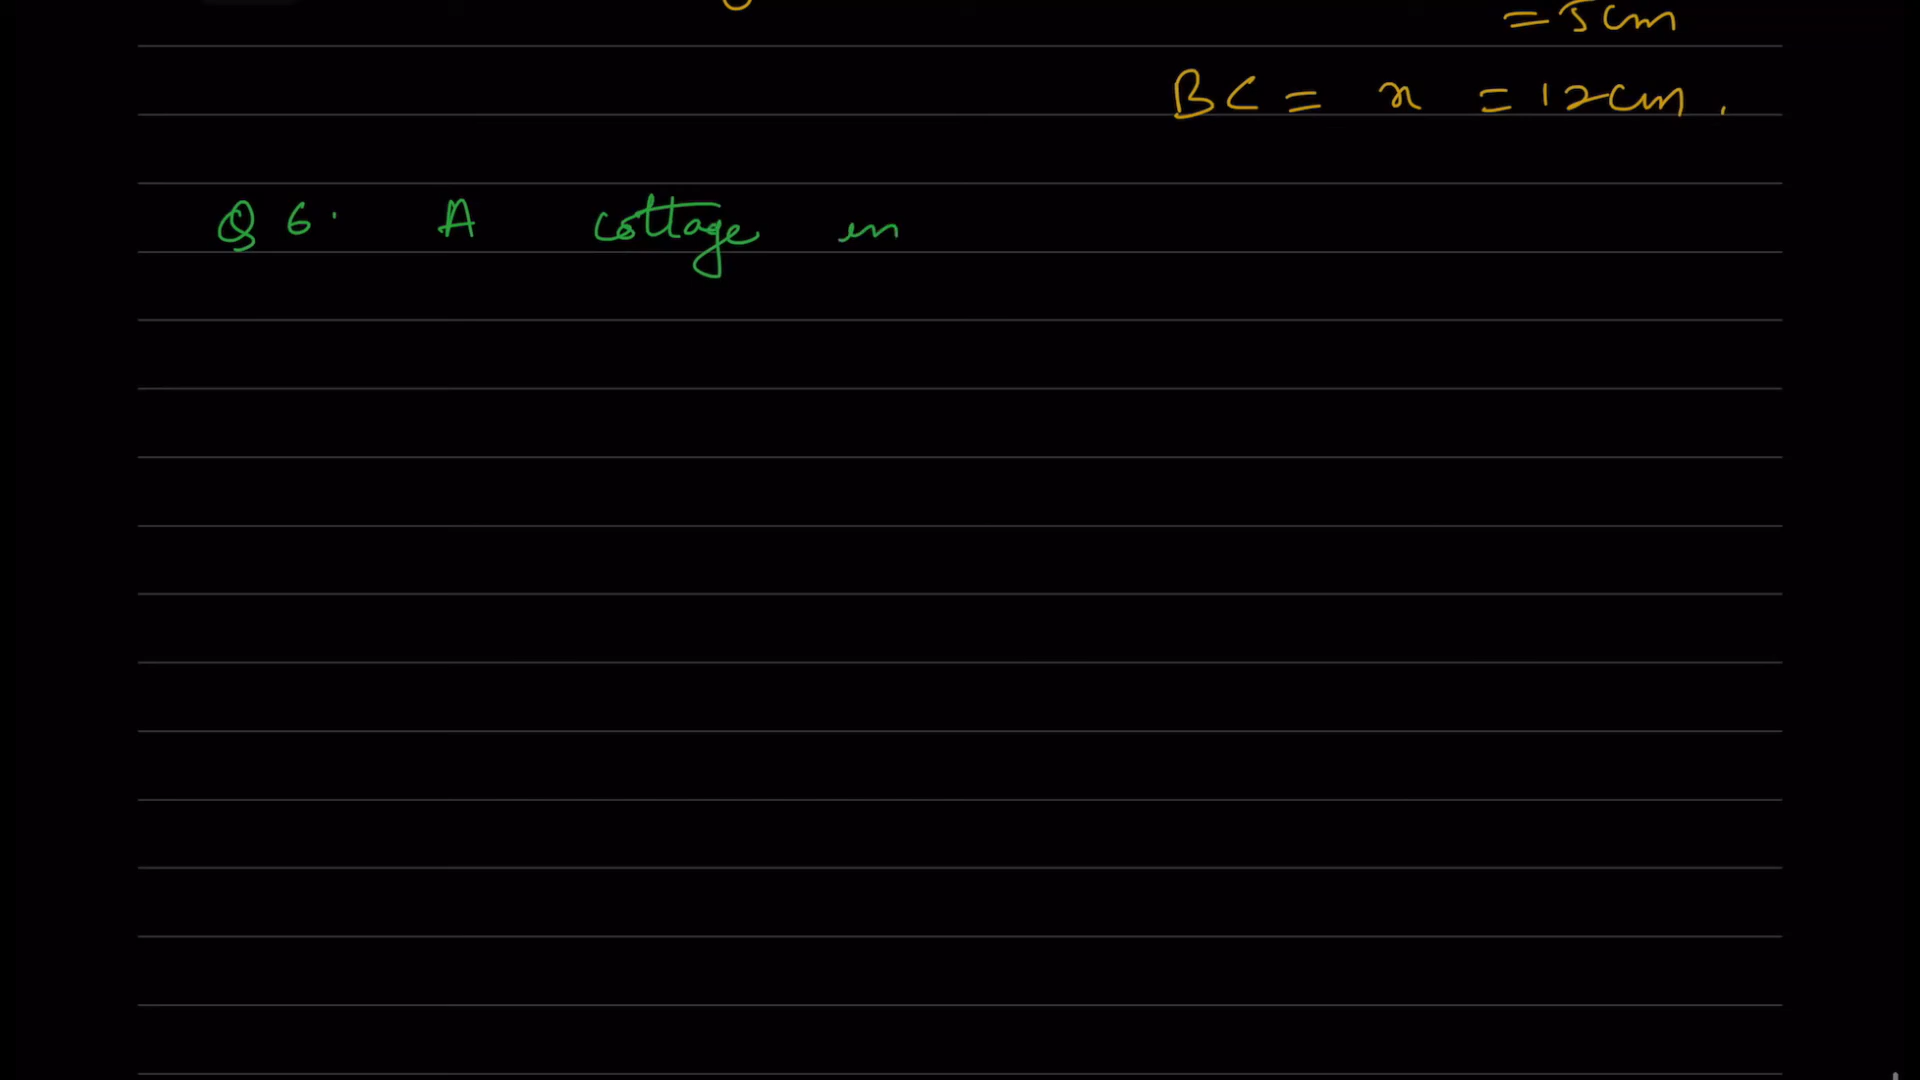 = 5cm
BC = x = 12cm.
Q 6. A cottage in